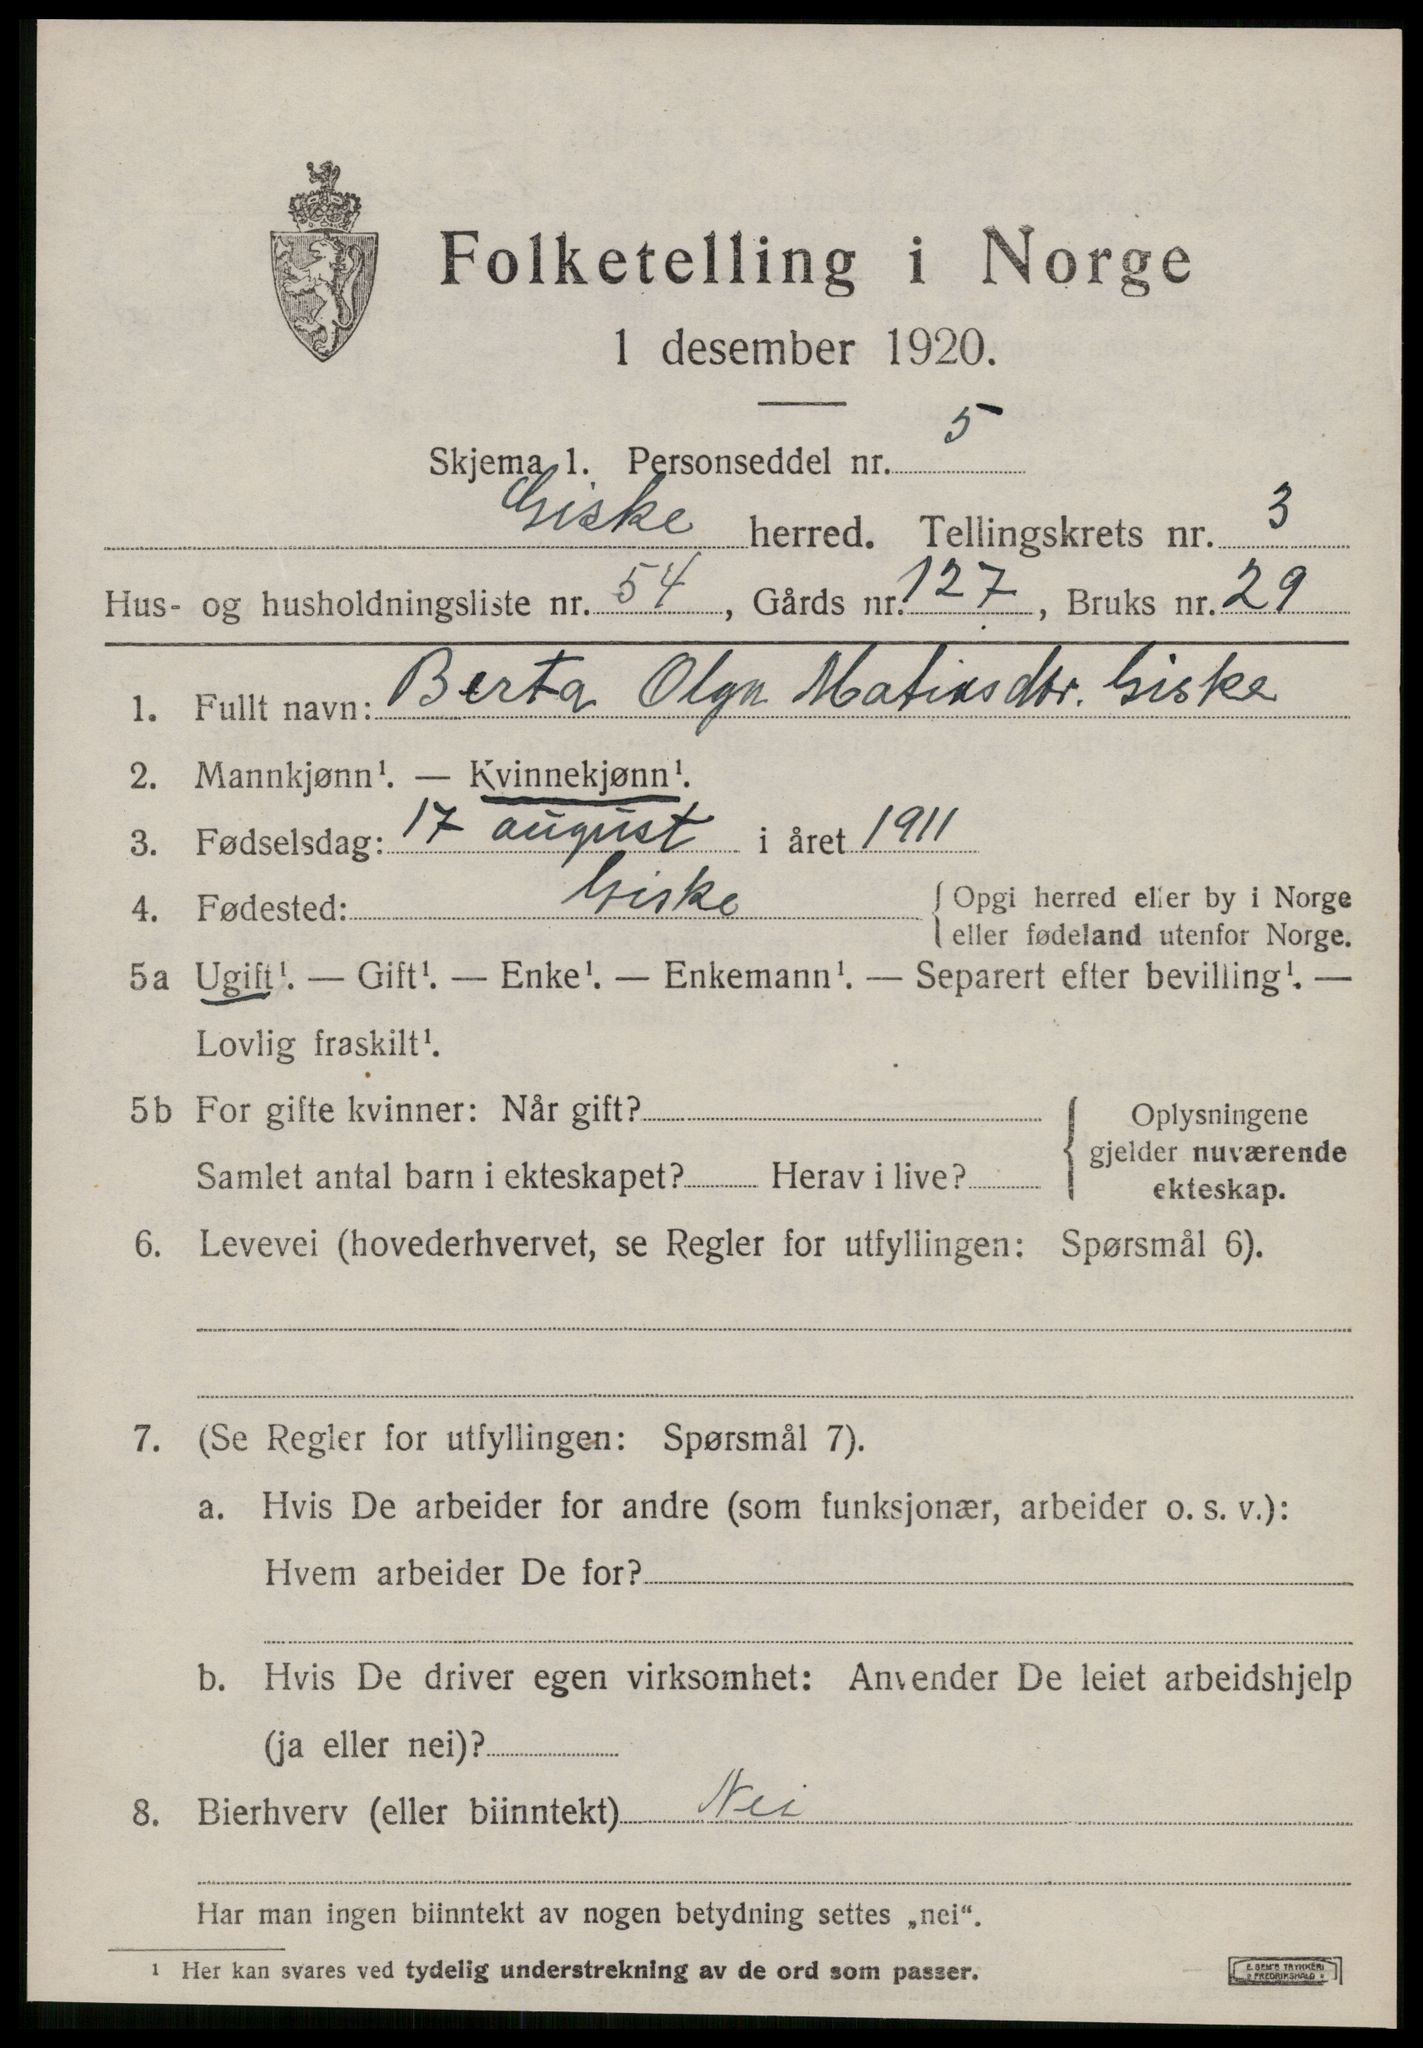 Folketelling i Norge
1 desember 1920.
Skjema 1. Personseddel nr. 5
Giske herred. Tellingskrets nr. 3
Hus- og husholdningsliste nr. 54, Gårds nr. 127, Bruks nr. 29
1. Fullt navn: Berta Olga Matiasdtr. Giske
2. Mannkjønn¹. — Kvinnekjønn¹.
3. Fødselsdag: 17 august i året 1911
4. Fødested: Giske { Opgi herred eller by i Norge
eller fødeland utenfor Norge.
5a Ugift¹. — Gift¹. — Enke¹. — Enkemann¹. — Separert efter bevilling¹. —
Lovlig fraskilt¹.
5b For gifte kvinner: Når gift? { Oplysningene
gjelder nuværende
Samlet antal barn i ekteskapet? Herav i live? ekteskap.
6. Levevei (hovederhvervet, se Regler for utfyllingen: Spørsmål 6).
7. (Se Regler for utfyllingen: Spørsmål 7).
a. Hvis De arbeider for andre (som funksjonær, arbeider o. s. v.):
Hvem arbeider De for?
b. Hvis De driver egen virksomhet: Anvender De leiet arbeidshjelp
(ja eller nei)?
8. Bierhverv (eller biinntekt) Nei
Har man ingen biinntekt av nogen betydning settes „nei“.
¹ Her kan svares ved tydelig understrekning av de ord som passer.
E. SEM'S TRYKKERI
FREDRIKSHALD